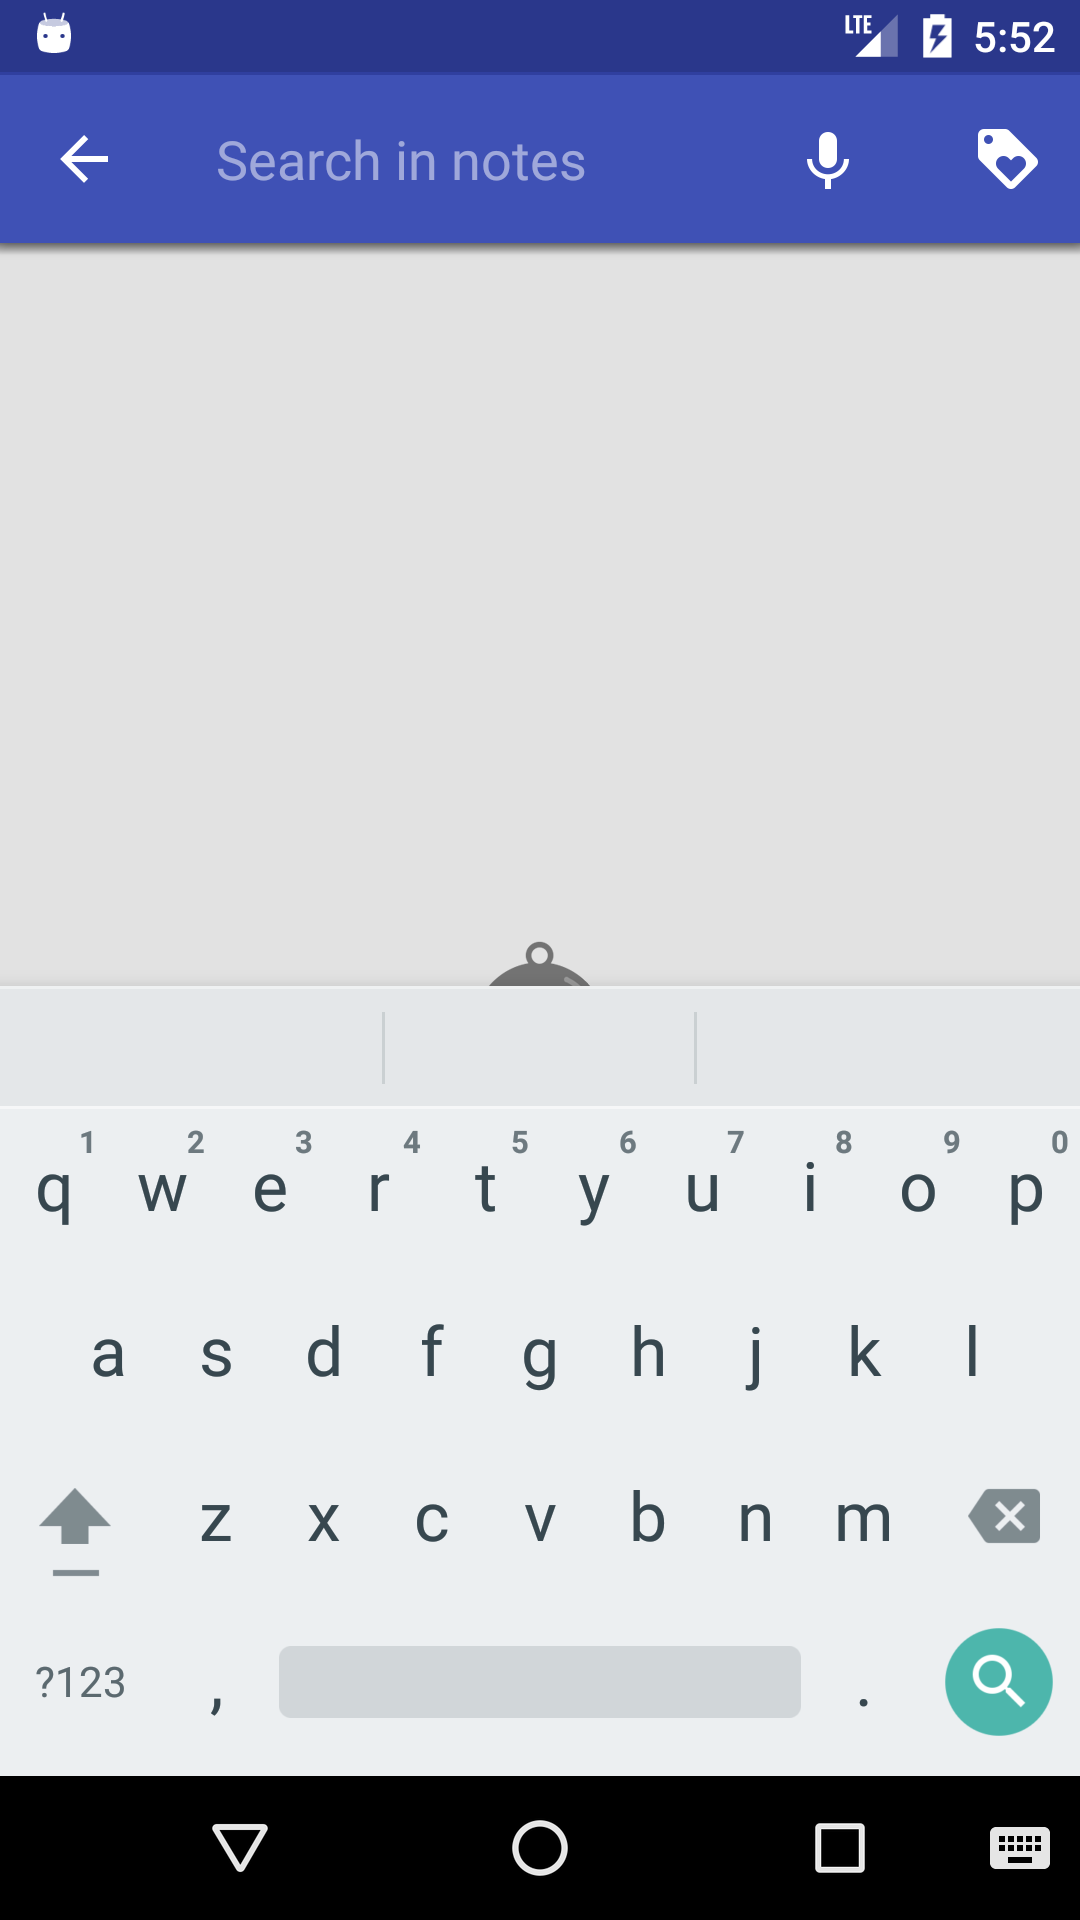 LTE 5:52
Search in notes
1 2 3 4 5 6 7 8 9 0
q w e r t y u i o p
a s d f g h j k l
z x c v b n m
?123 , .